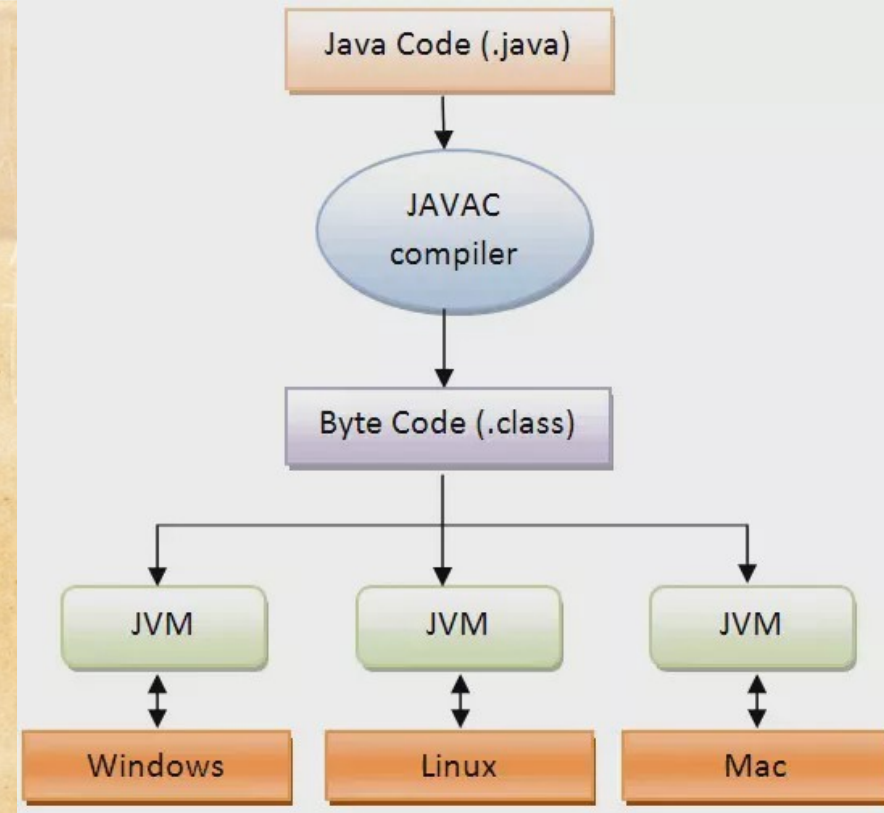 Java Code (.java)
JAVAC
compiler
Byte Code (.class)
JVM
JVM
JVM
Windows
Linux
Mac